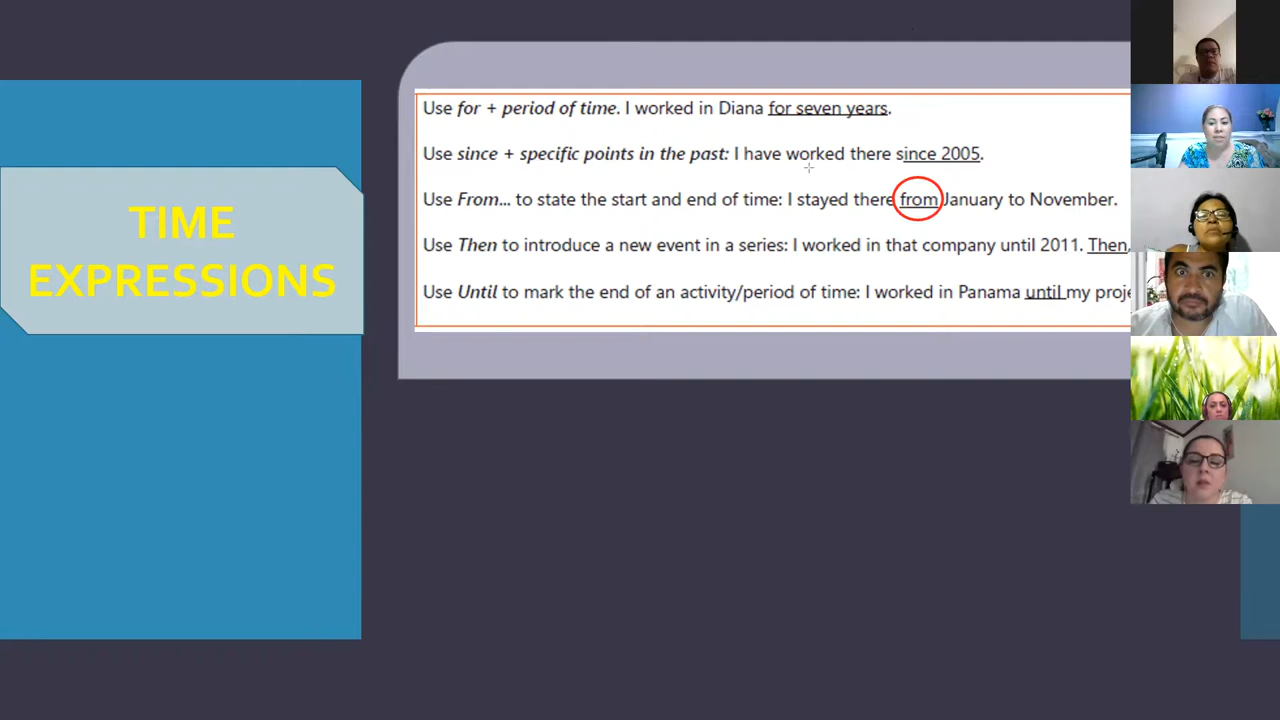 TIME
EXPRESSIONS
Use for + period of time. I worked in Diana for seven years.
Use since + specific points in the past: I have worked there since 2005.
Use From... to state the start and end of time: I stayed there from January to November.
Use Then to introduce a new event in a series: I worked in that company until 2011. Then,
Use Until to mark the end of an activity/period of time: I worked in Panama until my